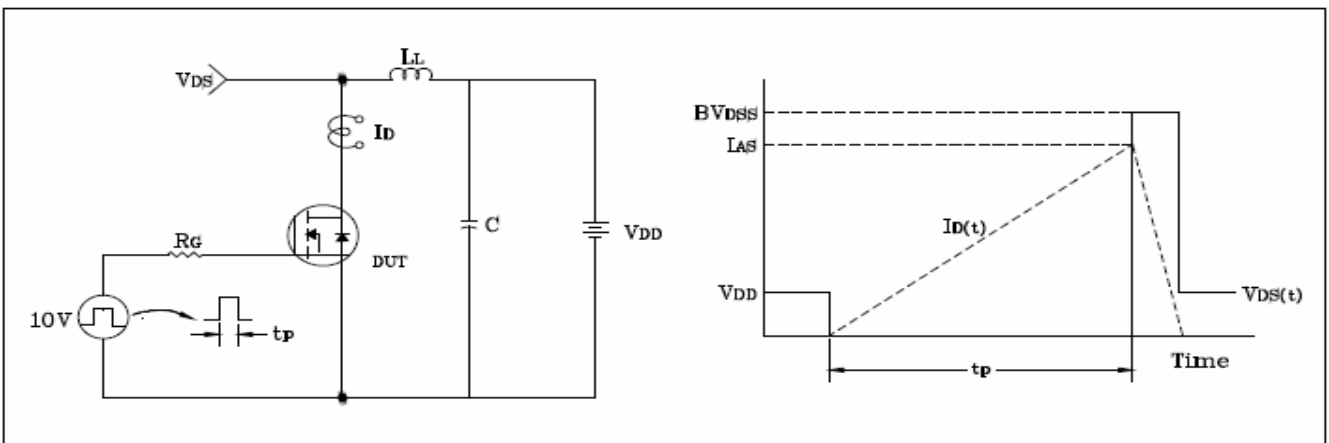 LL
VDS
ID
RG
C
VDD
DUT
10V
tp
BVDSS
IAS
ID(t)
VDD
VDS(t)
tp
Time